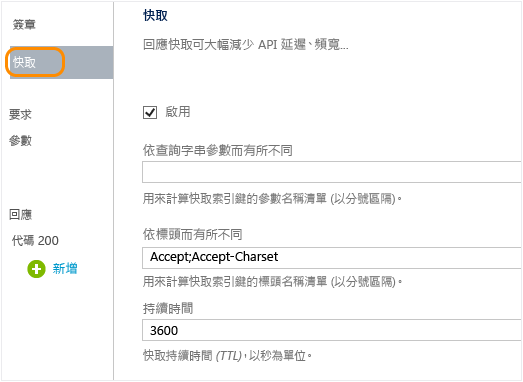 簽章
快取
要求
參數
回應
代碼 200
新增
快取
回應快取可大幅減少 API 延遲、頻寬...
啟用
依查詢字串參數而有所不同
用來計算快取索引鍵的參數名稱清單 (以分號區隔)。
依標頭而有所不同
Accept;Accept-Charset
用來計算快取索引鍵的標頭名稱清單 (以分號區隔)。
持續時間
3600
快取持續時間 (TTL)，以秒為單位。